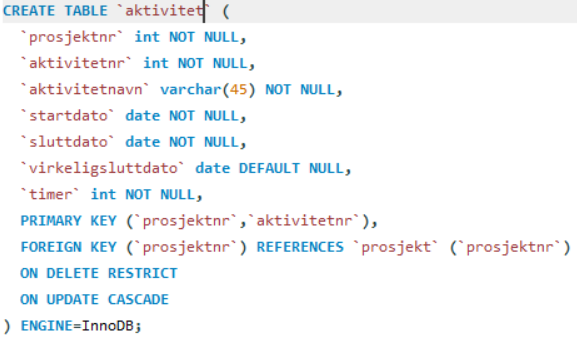 CREATE TABLE `aktivitet` (
`prosjektnr` int NOT NULL,
`aktivitetnr` int NOT NULL,
`aktivitetnavn` varchar(45) NOT NULL,
`startdato` date NOT NULL,
`sluttdato` date NOT NULL,
`virkeligsluttdato` date DEFAULT NULL,
`timer` int NOT NULL,
PRIMARY KEY (`prosjektnr`,`aktivitetnr`),
FOREIGN KEY (`prosjektnr`) REFERENCES `prosjekt` (`prosjektnr`)
ON DELETE RESTRICT
ON UPDATE CASCADE
) ENGINE=InnoDB;